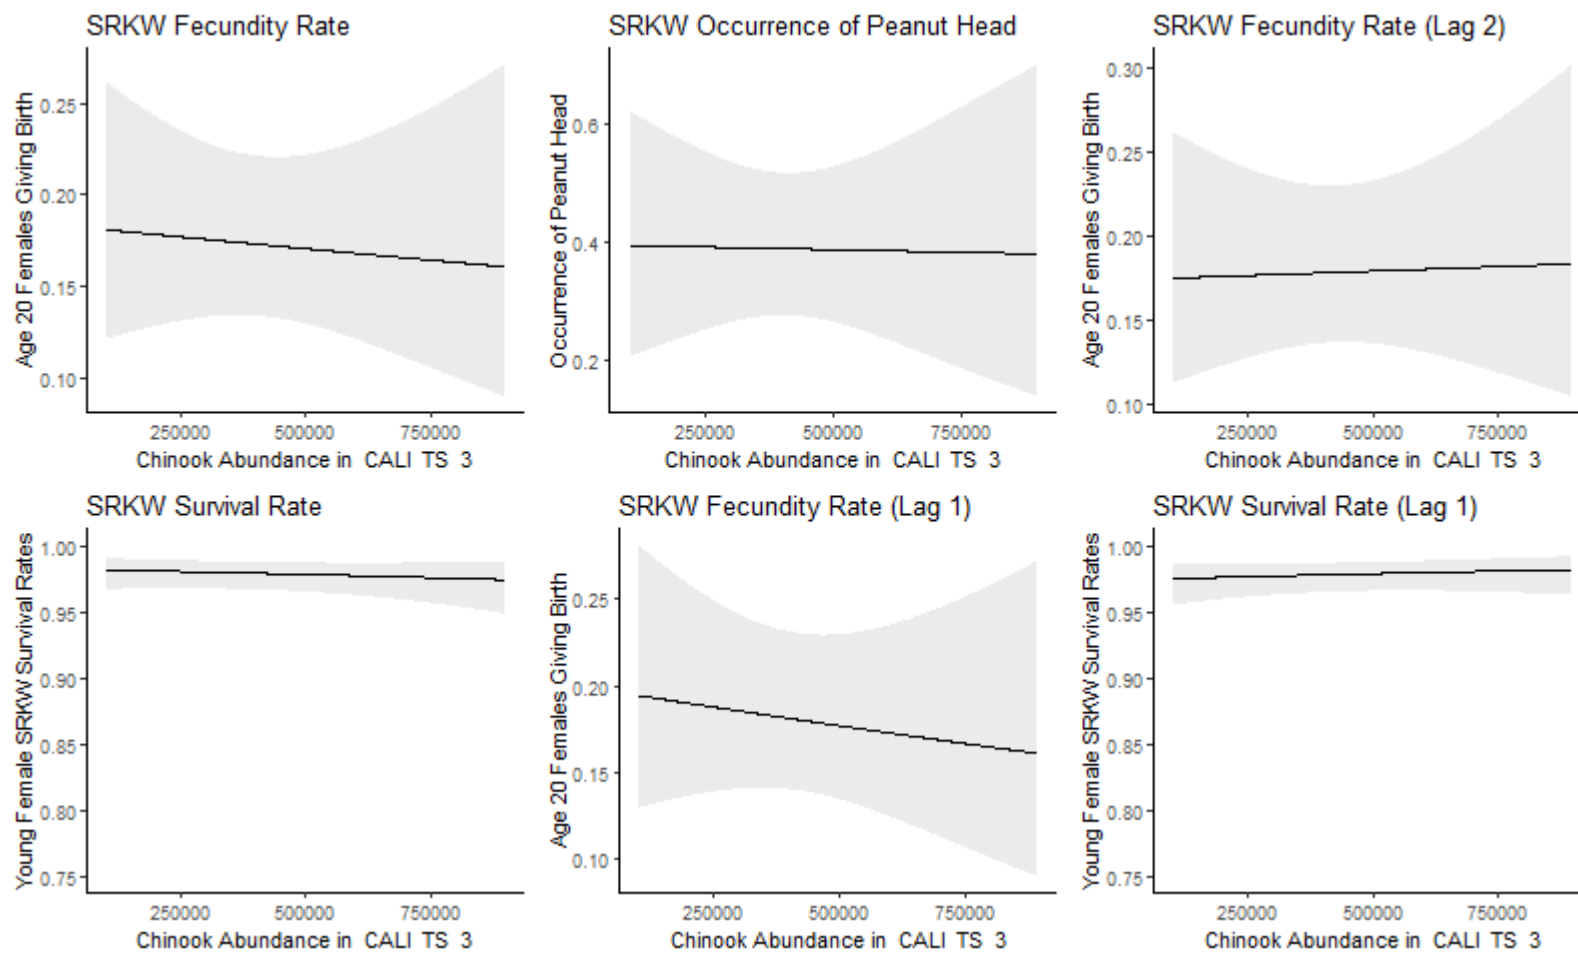 SRKW Fecundity Rate
Age 20 Females Giving Birth
0.25
0.20
0.15
0.10
250000 500000 750000
Chinook Abundance in CALI TS 3
SRKW Occurrence of Peanut Head
Occurrence of Peanut Head
0.6
0.4
0.2
250000 500000 750000
Chinook Abundance in CALI TS 3
SRKW Fecundity Rate (Lag 2)
Age 20 Females Giving Birth
0.30
0.25
0.20
0.15
0.10
250000 500000 750000
Chinook Abundance in CALI TS 3
SRKW Survival Rate
Young Female SRKW Survival Rates
1.00
0.95
0.90
0.85
0.80
0.75
250000 500000 750000
Chinook Abundance in CALI TS 3
SRKW Fecundity Rate (Lag 1)
Age 20 Females Giving Birth
0.25
0.20
0.15
0.10
250000 500000 750000
Chinook Abundance in CALI TS 3
SRKW Survival Rate (Lag 1)
Young Female SRKW Survival Rates
1.00
0.95
0.90
0.85
0.80
0.75
250000 500000 750000
Chinook Abundance in CALI TS 3